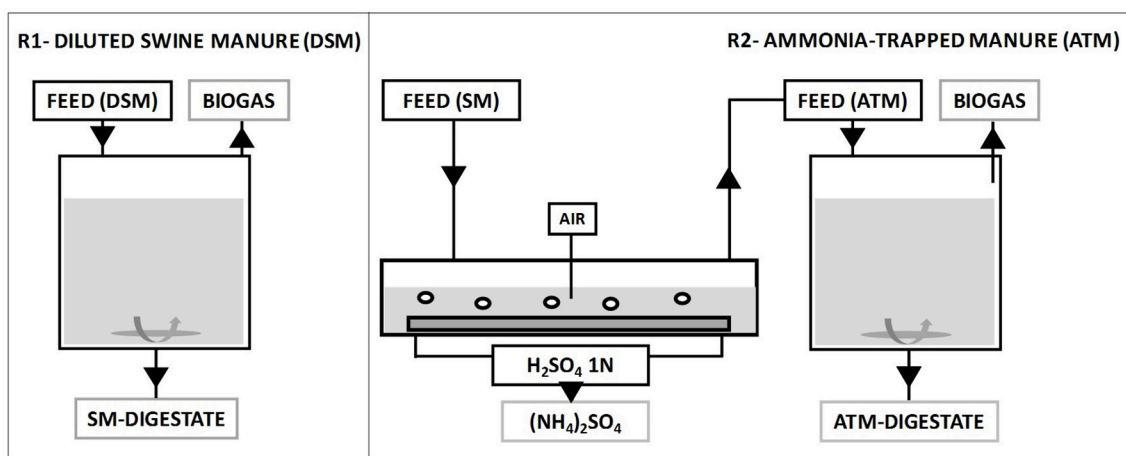 R1- DILUTED SWINE MANURE (DSM)
FEED (DSM)
BIOGAS
SM-DIGESTATE
R2- AMMONIA-TRAPPED MANURE (ATM)
FEED (SM)
FEED (ATM)
BIOGAS
AIR
H₂SO₄ 1N
(NH₄)₂SO₄
ATM-DIGESTATE